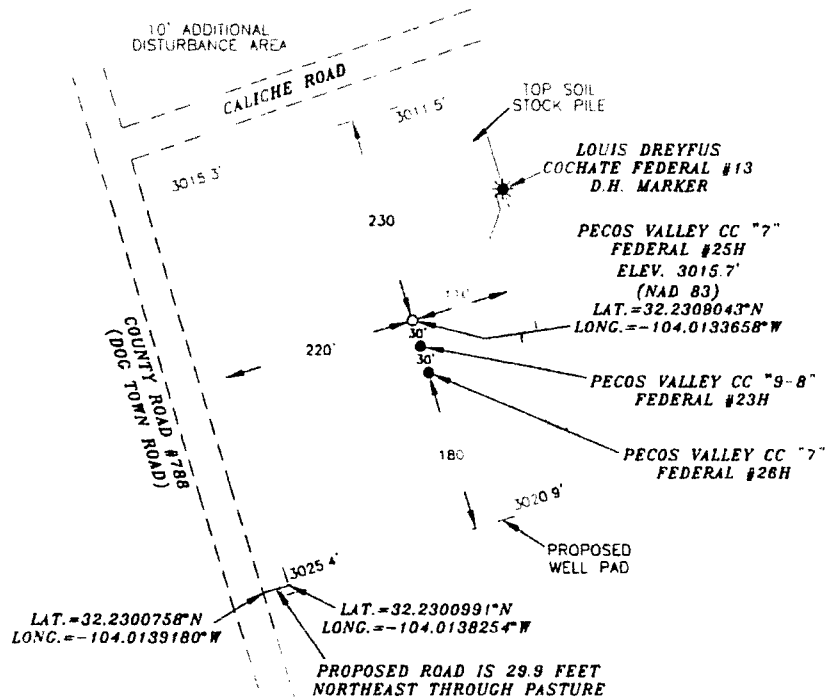 10' ADDITIONAL
DISTURBANCE AREA
CALICHE ROAD
TOP SOIL
STOCK PILE
3011.5'
3015.3'
LOUIS DREYFUS
COCHATE FEDERAL #13
D.H. MARKER
230
PECOS VALLEY CC "7"
FEDERAL #25H
ELEV. 3015.7'
(NAD 83)
LAT.=32.2309043°N
LONG.=-104.0133658°W
110'
30'
220'
30'
PECOS VALLEY CC "9-8"
FEDERAL #23H
COUNTY ROAD #788
(DOG TOWN ROAD)
PECOS VALLEY CC "7"
FEDERAL #26H
180
3020.9'
PROPOSED
WELL PAD
3025.4'
LAT.=32.2300758°N
LONG.=-104.0139180°W
LAT.=32.2300991°N
LONG.=-104.0138254°W
PROPOSED ROAD IS 29.9 FEET
NORTHEAST THROUGH PASTURE